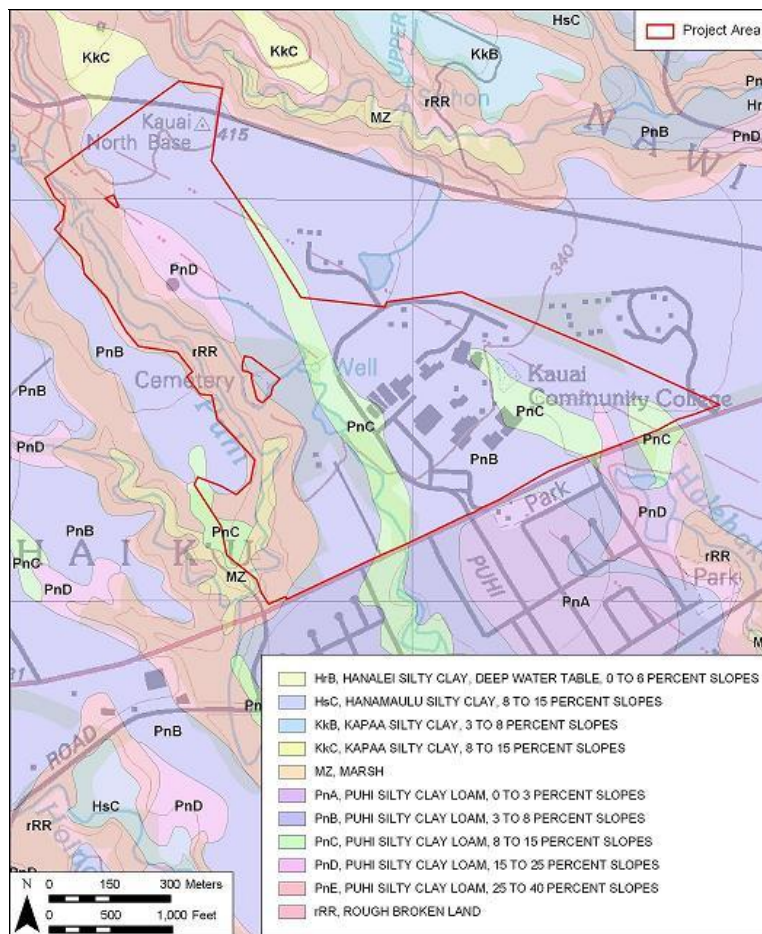 HsC
Project Area
KkC
KkB
UPPER
rRR
MZ
PnB
PnD
N A W I
Kauai
North Base
415
PnD
340
PnB
rRR
Cemetery
Well
Kauai
Community College
PnB
PnC
PnC
PnC
PnB
PnD
Puhi
Park
PnD
PnB
PnC
H A I K U
PUHI
rRR
Park
PnC
PnD
MZ
PnA
PnB
ROAD
HsC
PnD
rRR
HrB, HANALEI SILTY CLAY, DEEP WATER TABLE, 0 TO 6 PERCENT SLOPES
HsC, HANAMAULU SILTY CLAY, 8 TO 15 PERCENT SLOPES
KkB, KAPAA SILTY CLAY, 3 TO 8 PERCENT SLOPES
KkC, KAPAA SILTY CLAY, 8 TO 15 PERCENT SLOPES
MZ, MARSH
PnA, PUHI SILTY CLAY LOAM, 0 TO 3 PERCENT SLOPES
PnB, PUHI SILTY CLAY LOAM, 3 TO 8 PERCENT SLOPES
PnC, PUHI SILTY CLAY LOAM, 8 TO 15 PERCENT SLOPES
PnD, PUHI SILTY CLAY LOAM, 15 TO 25 PERCENT SLOPES
PnE, PUHI SILTY CLAY LOAM, 25 TO 40 PERCENT SLOPES
rRR, ROUGH BROKEN LAND
N
0 150 300 Meters
0 500 1,000 Feet